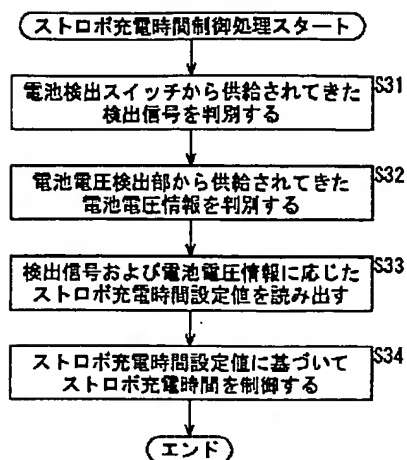 ストロボ充電時間制御処理スタート
S31
電池検出スイッチから供給されてきた
検出信号を判別する
S32
電池電圧検出部から供給されてきた
電池電圧情報を判別する
S33
検出信号および電池電圧情報に応じた
ストロボ充電時間設定値を読み出す
S34
ストロボ充電時間設定値に基づいて
ストロボ充電時間を制御する
エンド